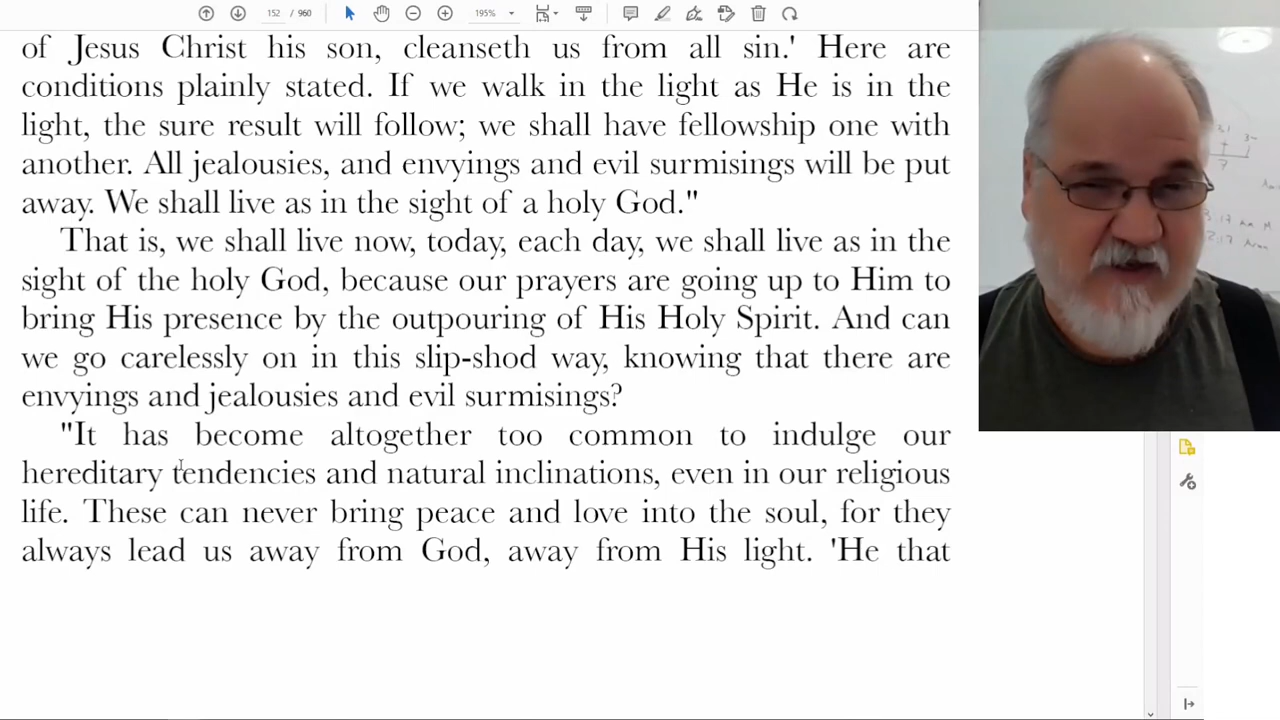 152 / 960
195%
of Jesus Christ his son, cleanseth us from all sin.' Here are
conditions plainly stated. If we walk in the light as He is in the
light, the sure result will follow; we shall have fellowship one with
another. All jealousies, and envyings and evil surmisings will be put
away. We shall live as in the sight of a holy God."
That is, we shall live now, today, each day, we shall live as in the
sight of the holy God, because our prayers are going up to Him to
bring His presence by the outpouring of His Holy Spirit. And can
we go carelessly on in this slip-shod way, knowing that there are
envyings and jealousies and evil surmisings?
"It has become altogether too common to indulge our
hereditary tendencies and natural inclinations, even in our religious
life. These can never bring peace and love into the soul, for they
always lead us away from God, away from His light. 'He that